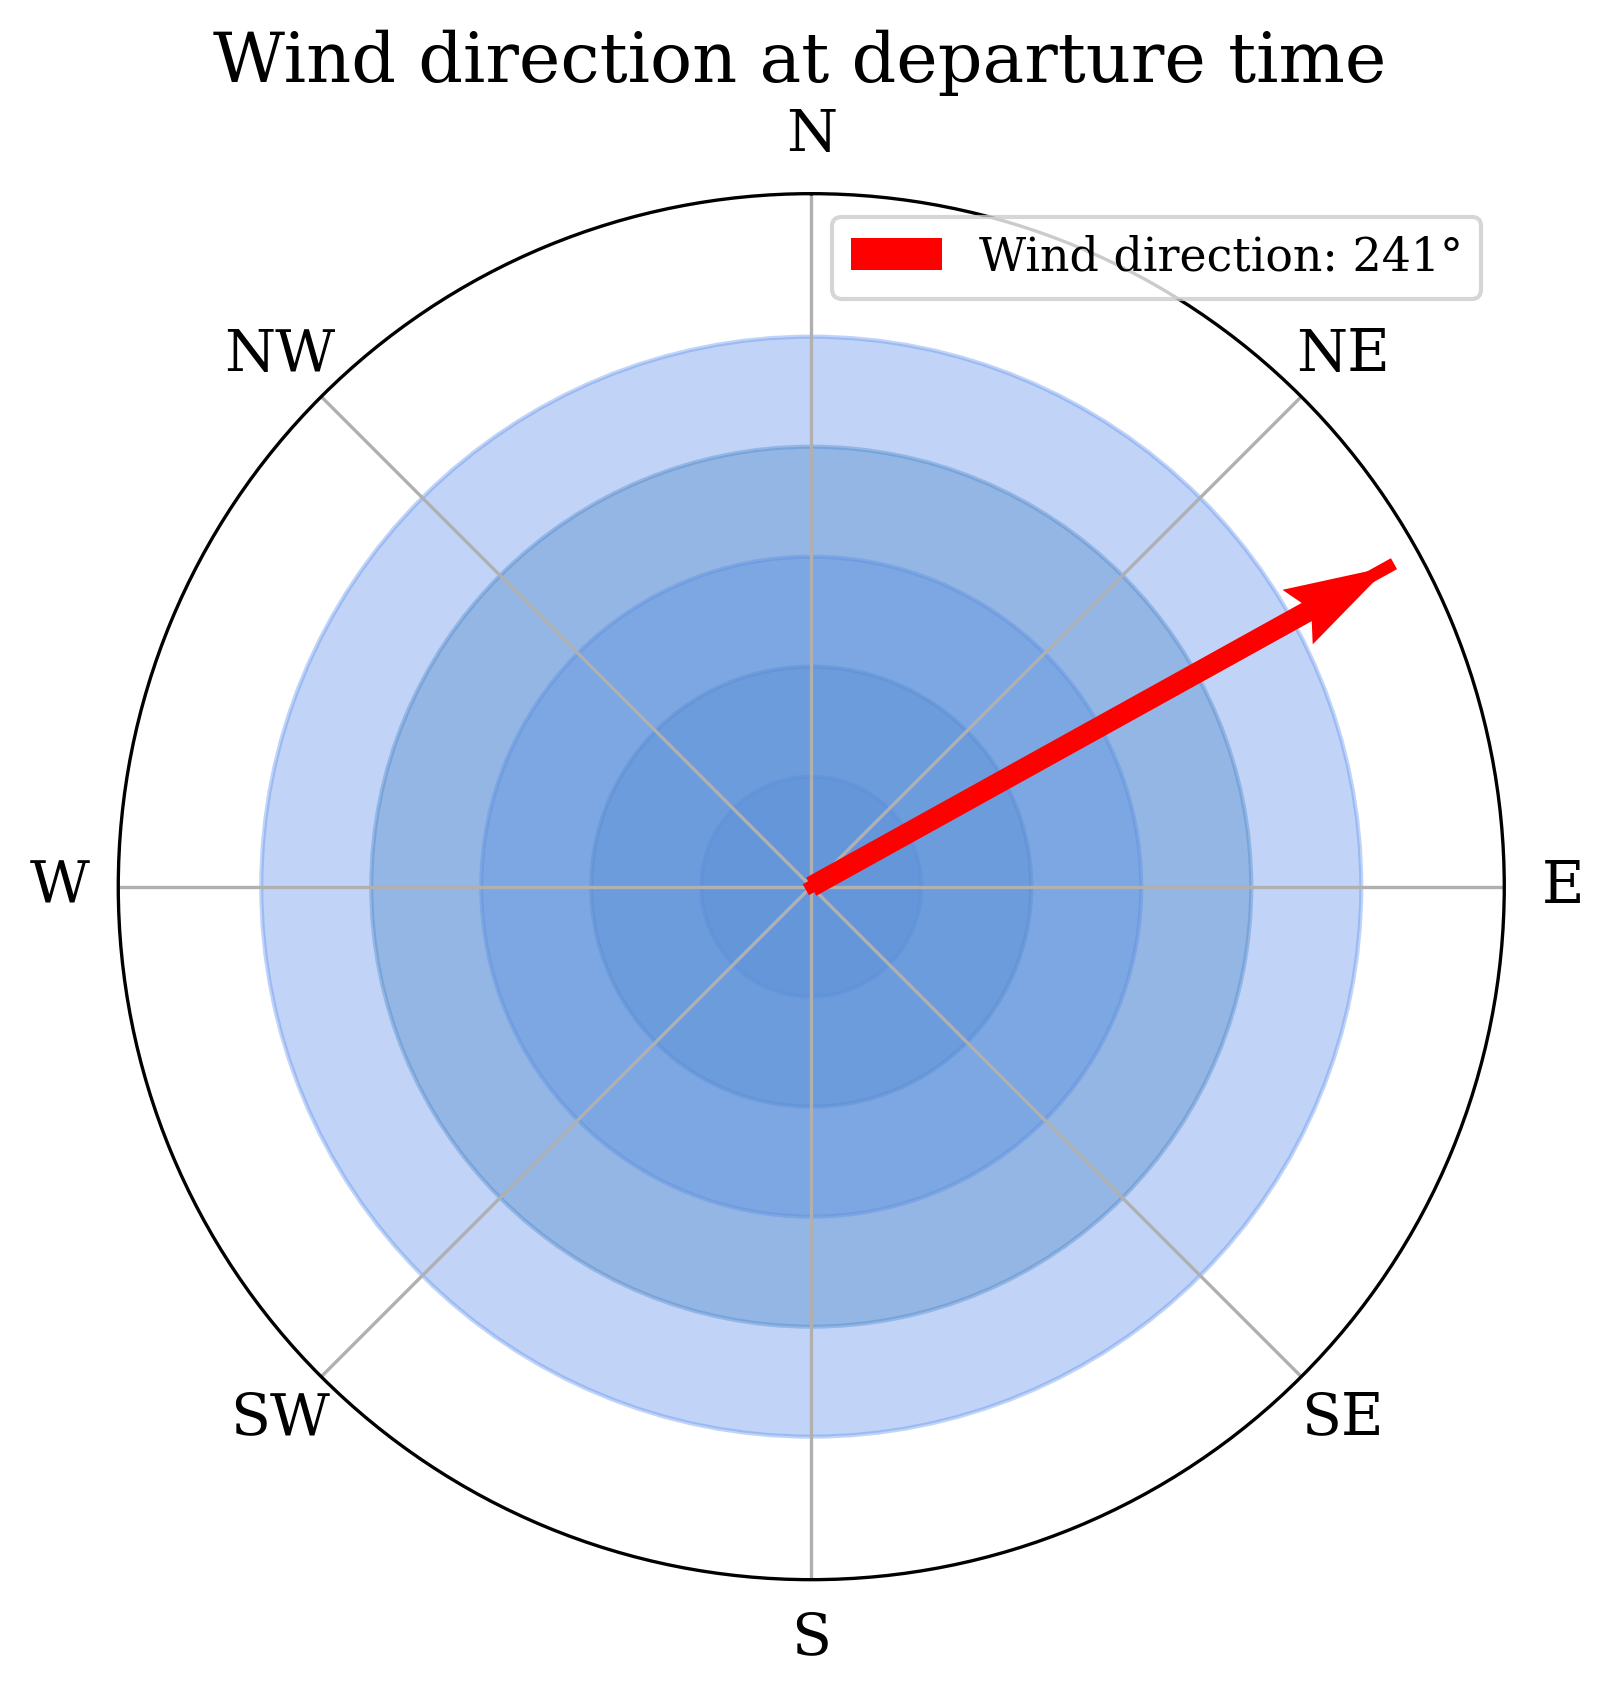 Wind direction at departure time
N
Wind direction: 241°
NW
NE
W
E
SW
SE
S